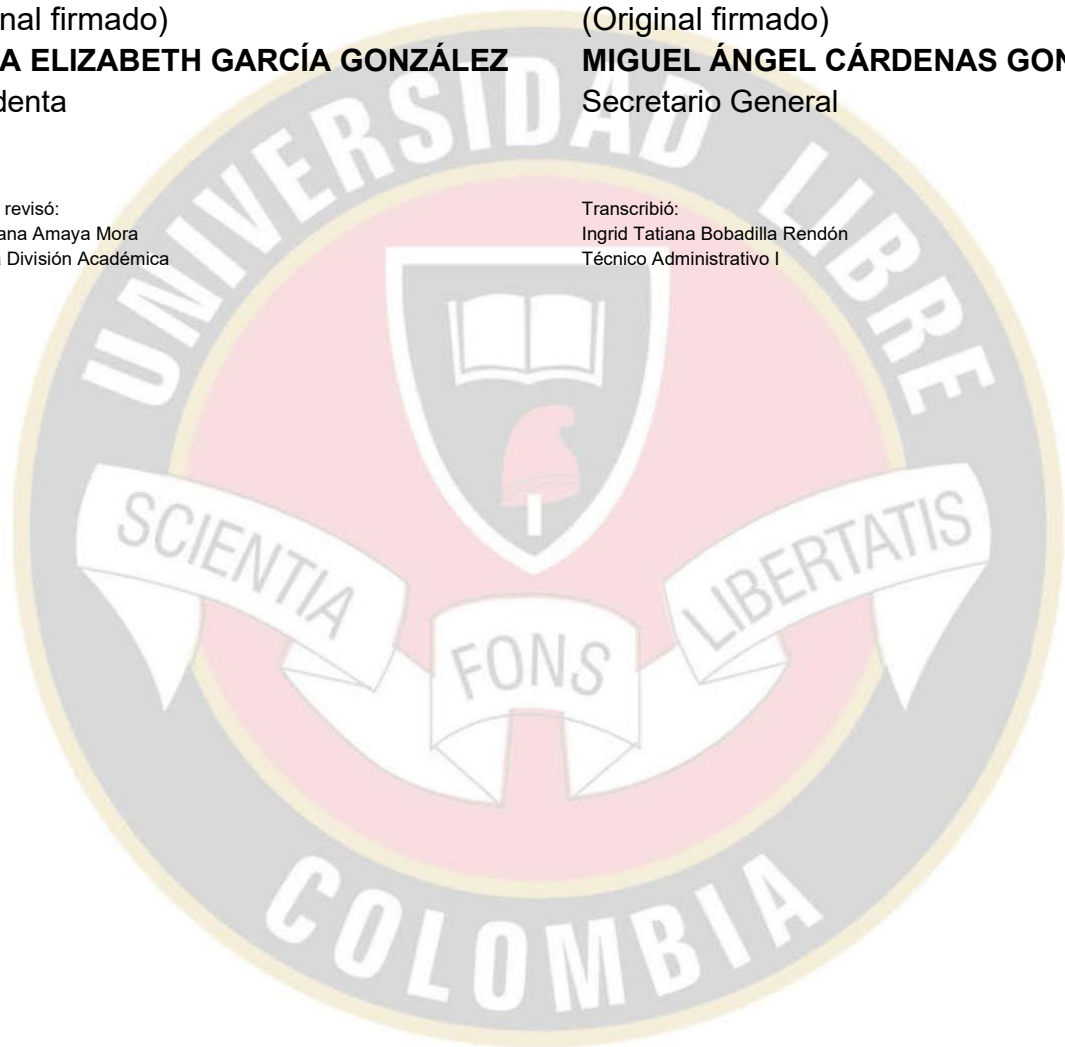 nal firmado)
A ELIZABETH GARCÍA GONZÁLEZ
denta
(Original firmado)
MIGUEL ÁNGEL CÁRDENAS GON
Secretario General
revisó:
ana Amaya Mora
División Académica
Transcribió:
Ingrid Tatiana Bobadilla Rendón
Técnico Administrativo I
UNIVERSIDAD LIBRE
SCIENTIA FONS LIBERTATIS
COLOMBIA